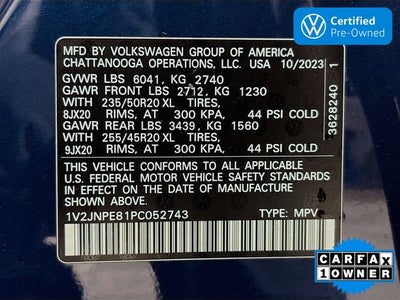 Certified
Pre-Owned
MFD BY VOLKSWAGEN GROUP OF AMERICA
CHATTANOOGA OPERATIONS, LLC. USA 10/2023
GVWR LBS 6041, KG 2740
GAWR FRONT LBS 2712, KG 1230
WITH 235/50R20 XL TIRES,
8JX20 RIMS, AT 300 KPA, 44 PSI COLD
GAWR REAR LBS 3439, KG 1560
WITH 255/45R20 XL TIRES,
9JX20 RIMS, AT 300 KPA, 44 PSI COLD
THIS VEHICLE CONFORMS TO ALL APPLICABLE
U.S. FEDERAL MOTOR VEHICLE SAFETY STANDARDS
IN EFFECT ON THE DATE OF MANUFACTURE
SHOWN ABOVE.
1V2JNPE81PC052743 TYPE: MPV
3628240 1
CARFAX
1 OWNER